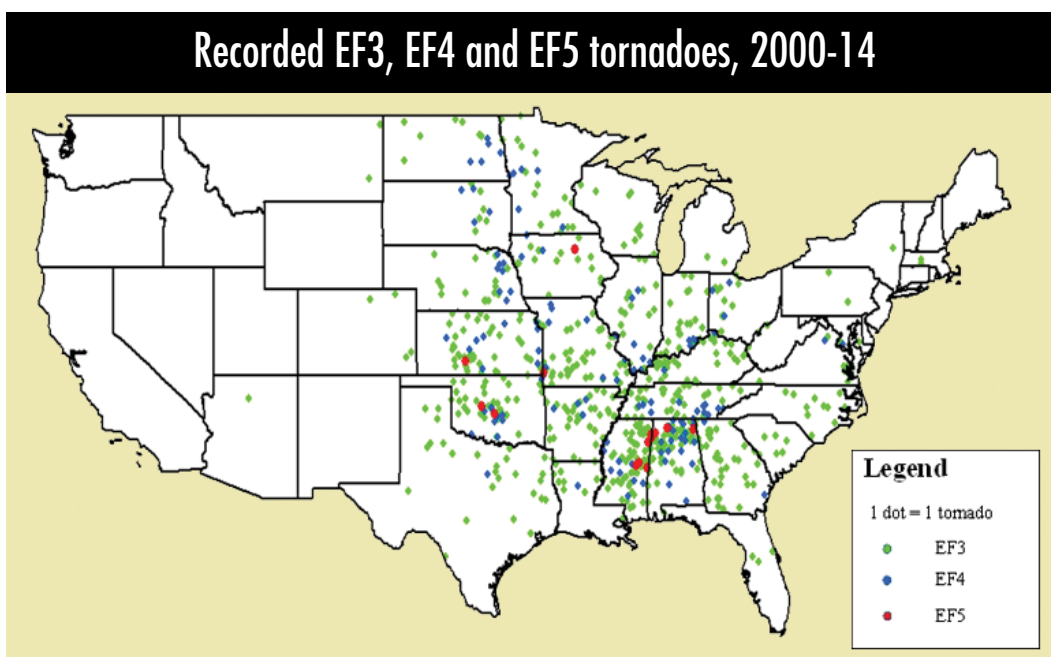 Recorded EF3, EF4 and EF5 tornadoes, 2000-14
Legend
1 dot = 1 tornado
EF3
EF4
EF5